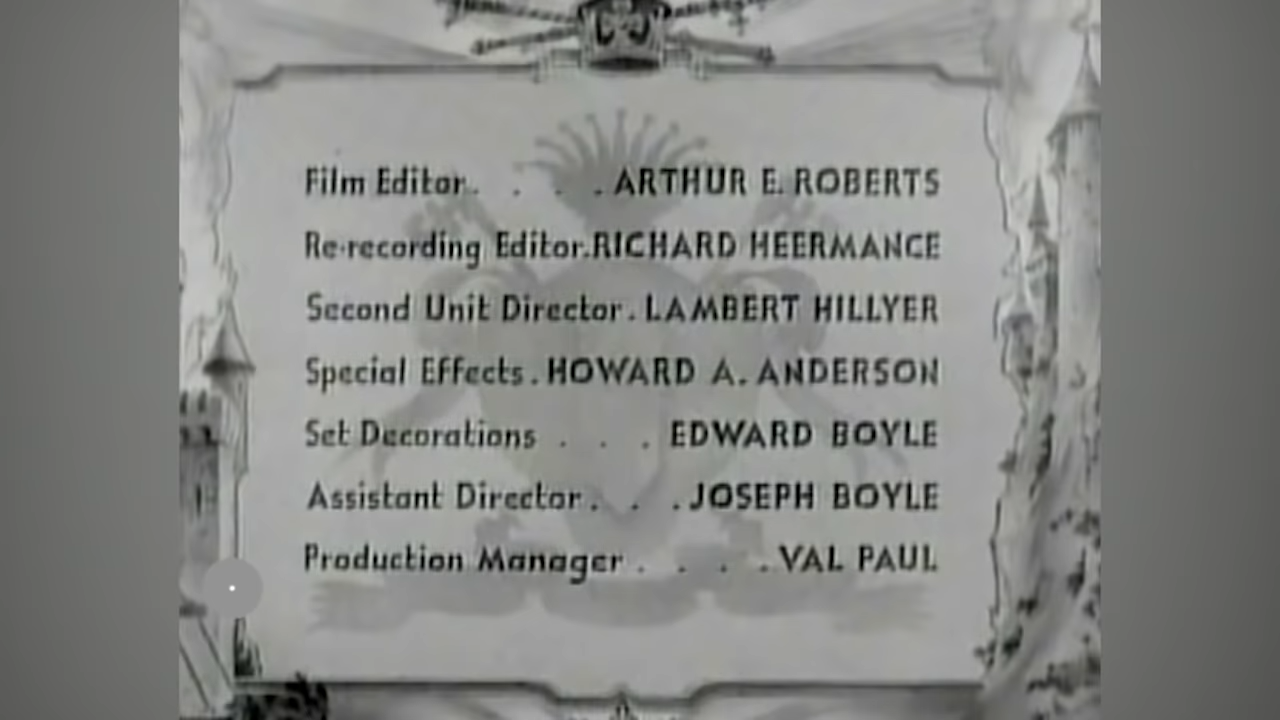 Film Editor. . . . ARTHUR E. ROBERTS
Re-recording Editor. RICHARD HEERMANCE
Second Unit Director. LAMBERT HILLYER
Special Effects. HOWARD A. ANDERSON
Set Decorations . . . EDWARD BOYLE
Assistant Director. . . JOSEPH BOYLE
Production Manager . . . . VAL PAUL